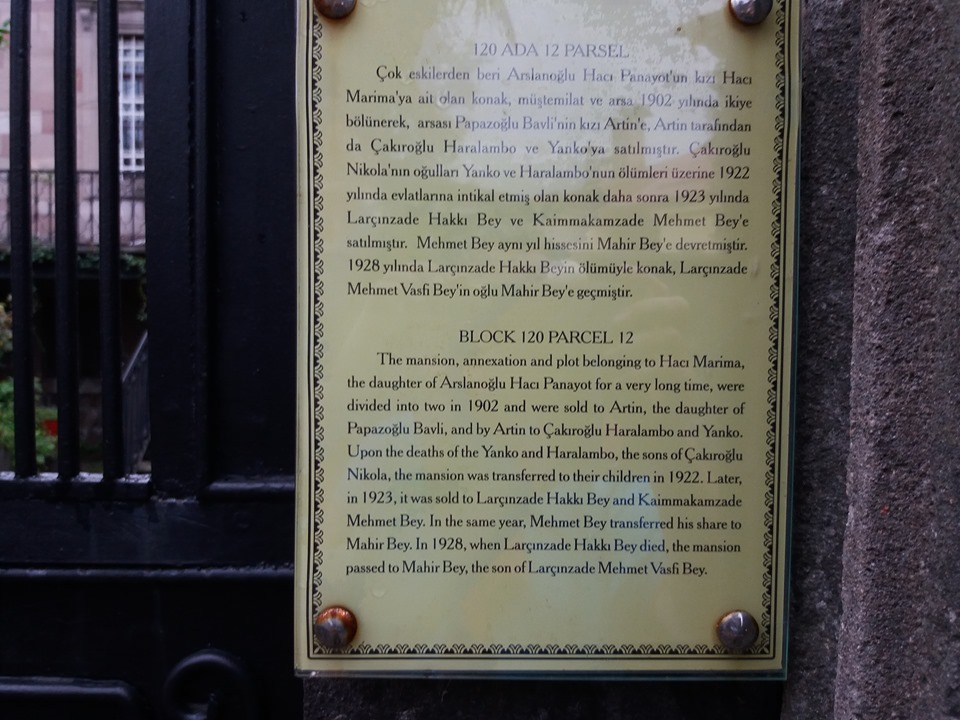 120 ADA 12 PARSEL
Çok eskilerden beri Arslanoğlu Hacı Panayot'un kızı Hacı
Marima'ya ait olan konak, müştemilat ve arsa 1902 yılında ikiye
bölünerek, arsası Papazoğlu Bavli'nin kızı Artin'e, Artin tarafından
da Çakıroğlu Haralambo ve Yanko'ya satılmıştır. Çakıroğlu
Nikola'nın oğulları Yanko ve Haralambo'nun ölümleri üzerine 1922
yılında evlatlarına intikal etmiş olan konak daha sonra 1923 yılında
Larçınzade Hakkı Bey ve Kaimmakamzade Mehmet Bey'e
satılmıştır. Mehmet Bey aynı yıl hissesini Mahir Bey'e devretmiştir.
1928 yılında Larçınzade Hakkı Beyin ölümüyle konak, Larçınzade
Mehmet Vasfi Bey'in oğlu Mahir Bey'e geçmiştir.
BLOCK 120 PARCEL 12
The mansion, annexation and plot belonging to Hacı Marima,
the daughter of Arslanoğlu Hacı Panayot for a very long time, were
divided into two in 1902 and were sold to Artin, the daughter of
Papazoğlu Bavli, and by Artin to Çakıroğlu Haralambo and Yanko.
Upon the deaths of the Yanko and Haralambo, the sons of Çakıroğlu
Nikola, the mansion was transferred to their children in 1922. Later,
in 1923, it was sold to Larçınzade Hakkı Bey and Kaimmakamzade
Mehmet Bey. In the same year, Mehmet Bey transferred his share to
Mahir Bey. In 1928, when Larçınzade Hakkı Bey died, the mansion
passed to Mahir Bey, the son of Larçınzade Mehmet Vasfi Bey.